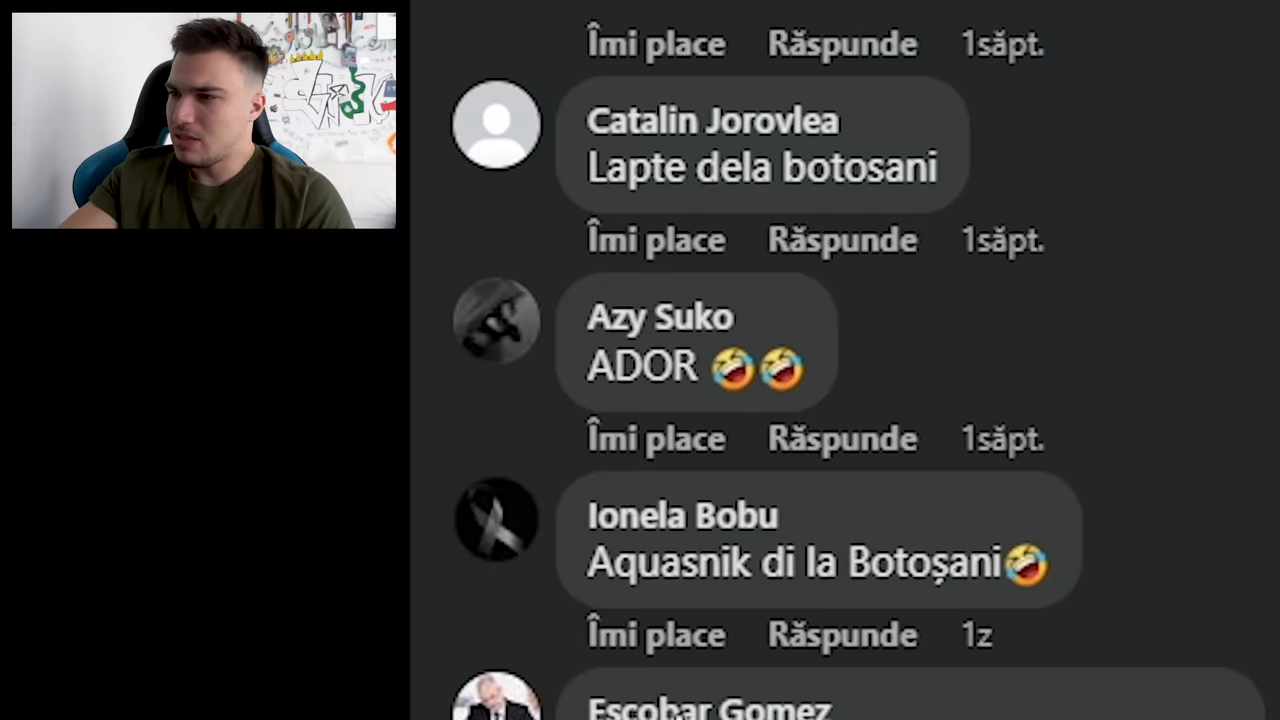 Îmi place Răspunde 1săpt.
Catalin Jorovlea
Lapte dela botosani
Îmi place Răspunde 1săpt.
Azy Suko
ADOR 🤣🤣
Îmi place Răspunde 1săpt.
Ionela Bobu
Aquasnik di la Botoșani🤣
Îmi place Răspunde 1z
Escobar Gomez